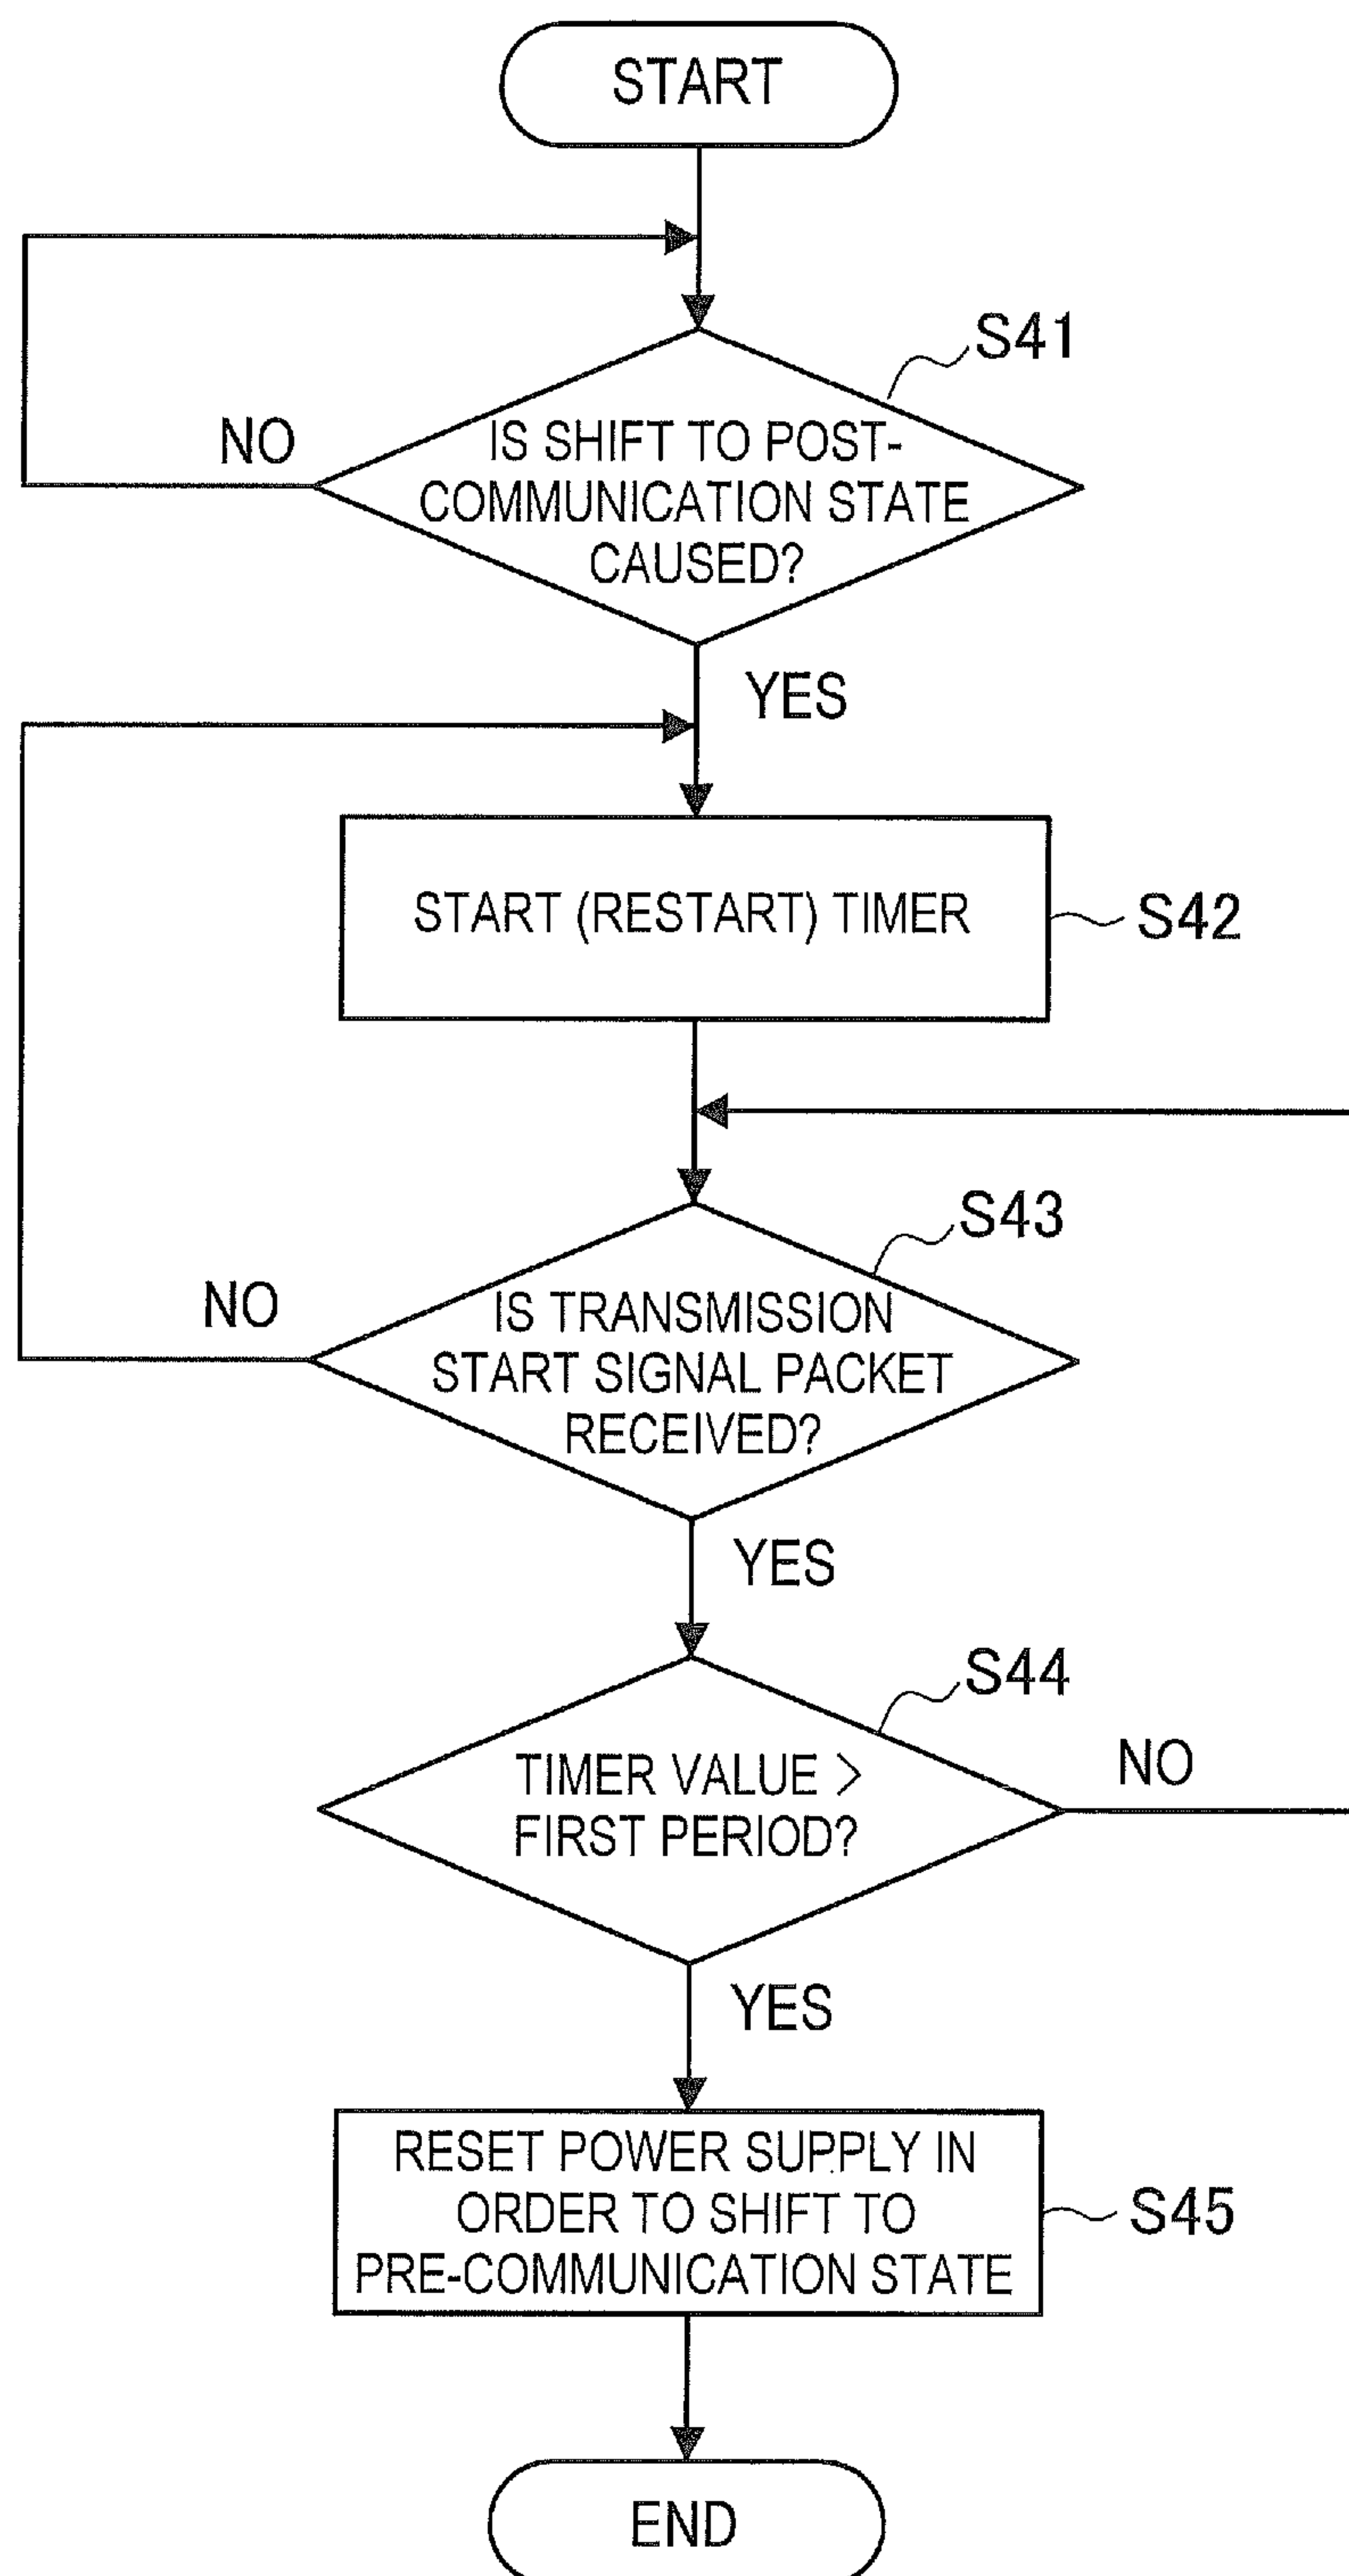 START
S41
NO
IS SHIFT TO POST-
COMMUNICATION STATE
CAUSED?
YES
START (RESTART) TIMER
S42
S43
NO
IS TRANSMISSION
START SIGNAL PACKET
RECEIVED?
YES
S44
TIMER VALUE >
FIRST PERIOD?
NO
YES
RESET POWER SUPPLY IN
ORDER TO SHIFT TO
PRE-COMMUNICATION STATE
S45
END